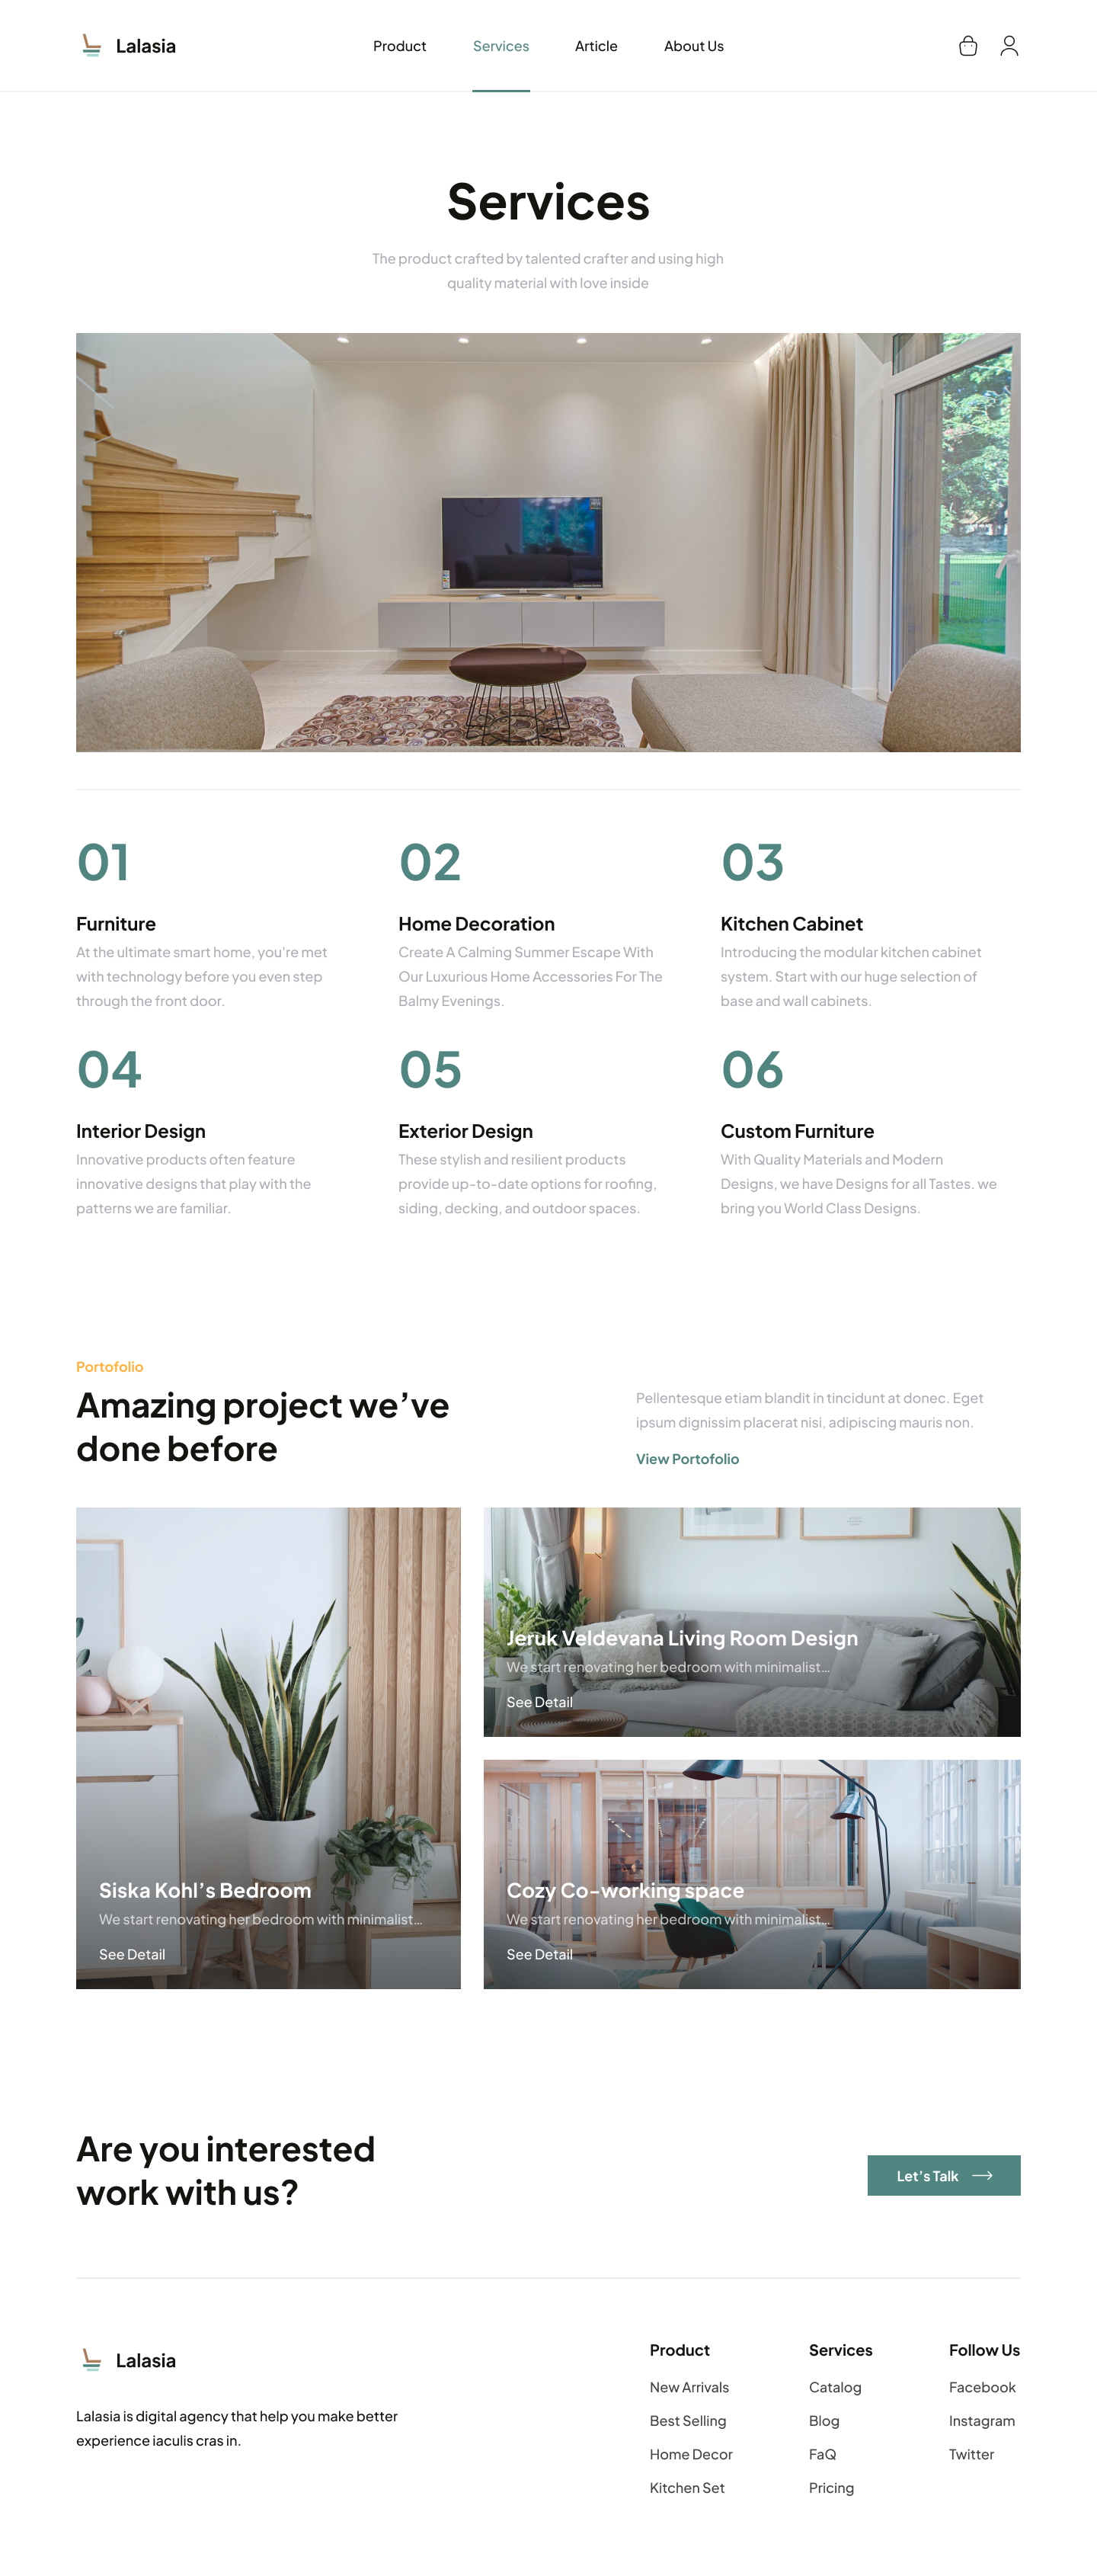 Lalasia
Product
Services
Article
About Us
Services
The product crafted by talented crafter and using high
quality material with love inside
01
02
03
Furniture
At the ultimate smart home, you're met
with technology before you even step
through the front door.
Home Decoration
Create A Calming Summer Escape With
Our Luxurious Home Accessories For The
Balmy Evenings.
Kitchen Cabinet
Introducing the modular kitchen cabinet
system. Start with our huge selection of
base and wall cabinets.
04
05
06
Interior Design
Innovative products often feature
innovative designs that play with the
patterns we are familiar.
Exterior Design
These stylish and resilient products
provide up-to-date options for roofing,
siding, decking, and outdoor spaces.
Custom Furniture
With Quality Materials and Modern
Designs, we have Designs for all Tastes. we
bring you World Class Designs.
Portofolio
Amazing project we’ve
done before
Pellentesque etiam blandit in tincidunt at donec. Eget
ipsum dignissim placerat nisi, adipiscing mauris non.
View Portofolio
Siska Kohl’s Bedroom
We start renovating her bedroom with minimalist...
See Detail
Jeruk Veldevana Living Room Design
We start renovating her bedroom with minimalist...
See Detail
Cozy Co-working space
We start renovating her bedroom with minimalist...
See Detail
Are you interested
work with us?
Let’s Talk
Lalasia
Lalasia is digital agency that help you make better
experience iaculis cras in.
Product
New Arrivals
Best Selling
Home Decor
Kitchen Set
Services
Catalog
Blog
FaQ
Pricing
Follow Us
Facebook
Instagram
Twitter